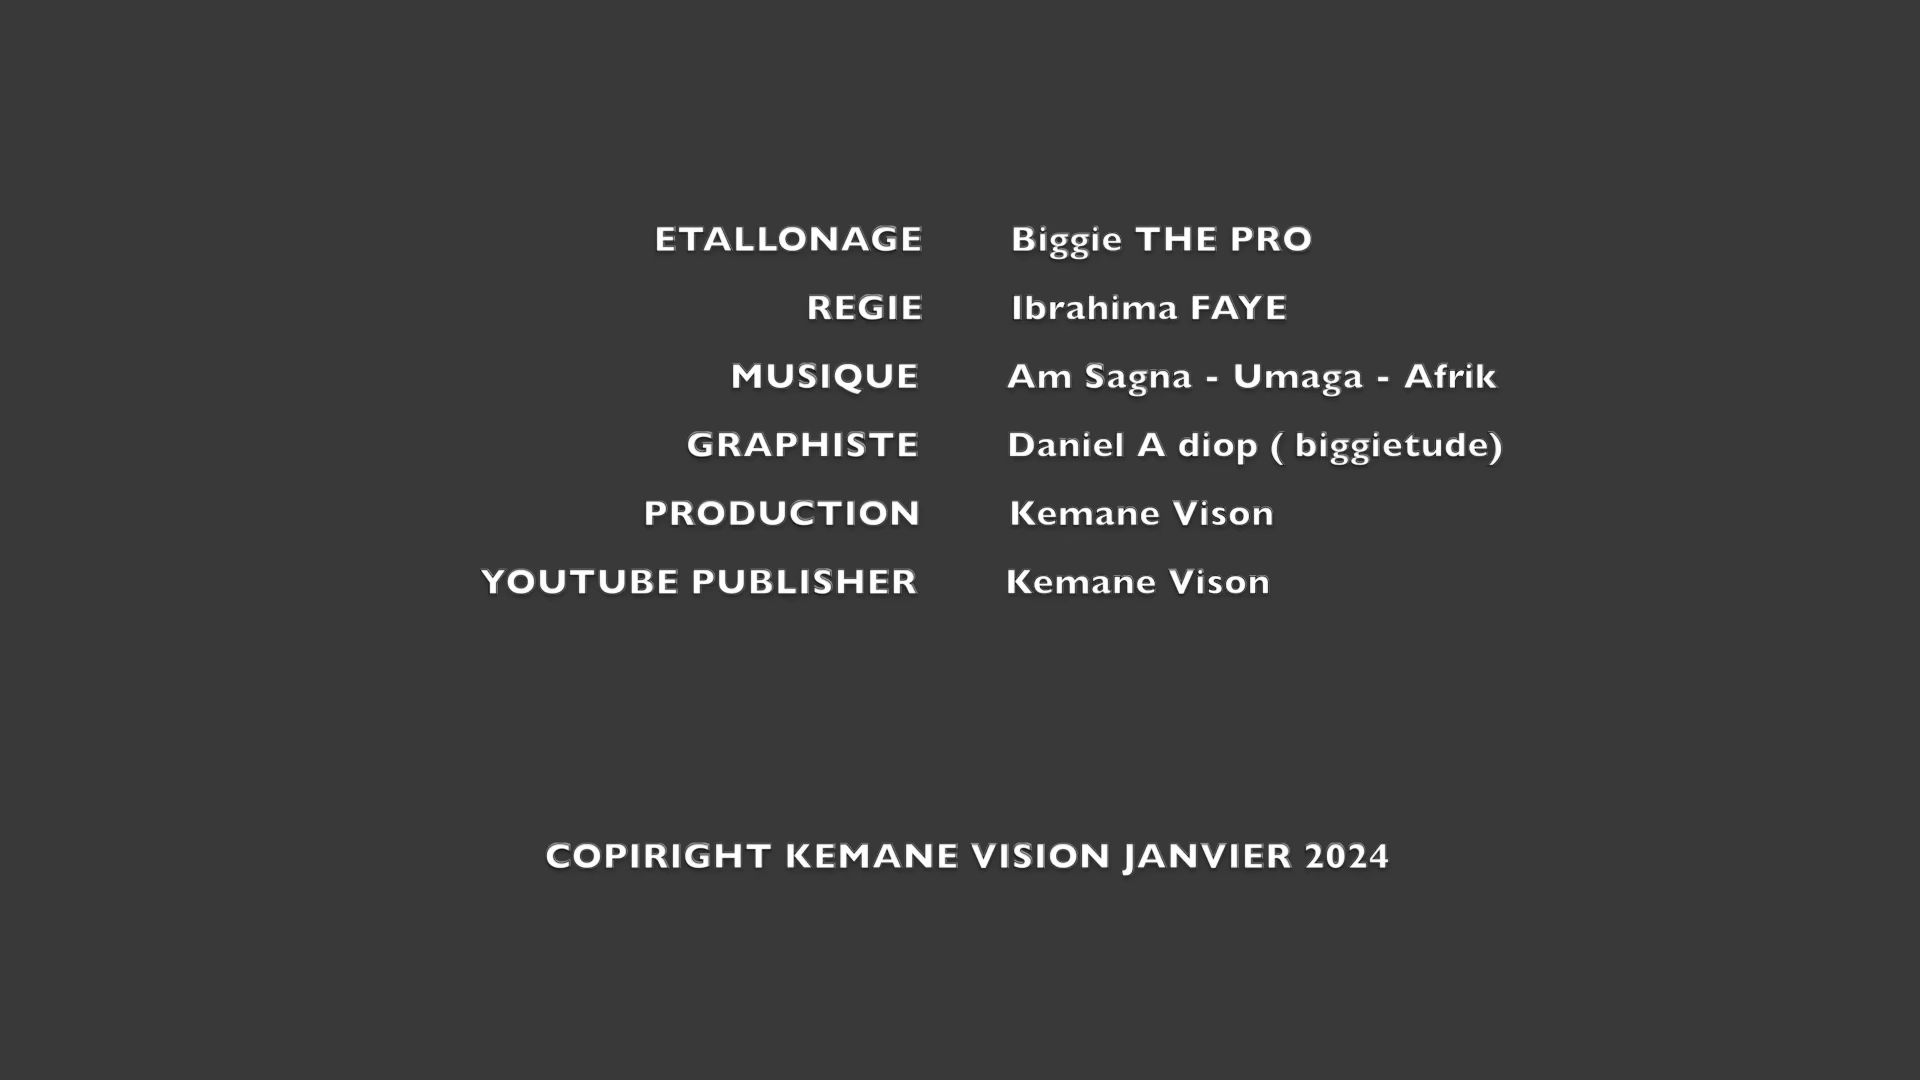 ETALLONAGE Biggie THE PRO
REGIE Ibrahima FAYE
MUSIQUE Am Sagna - Umaga - Afrik
GRAPHISTE Daniel A diop ( biggietude)
PRODUCTION Kemane Vison
YOUTUBE PUBLISHER Kemane Vison
COPIRIGHT KEMANE VISION JANVIER 2024